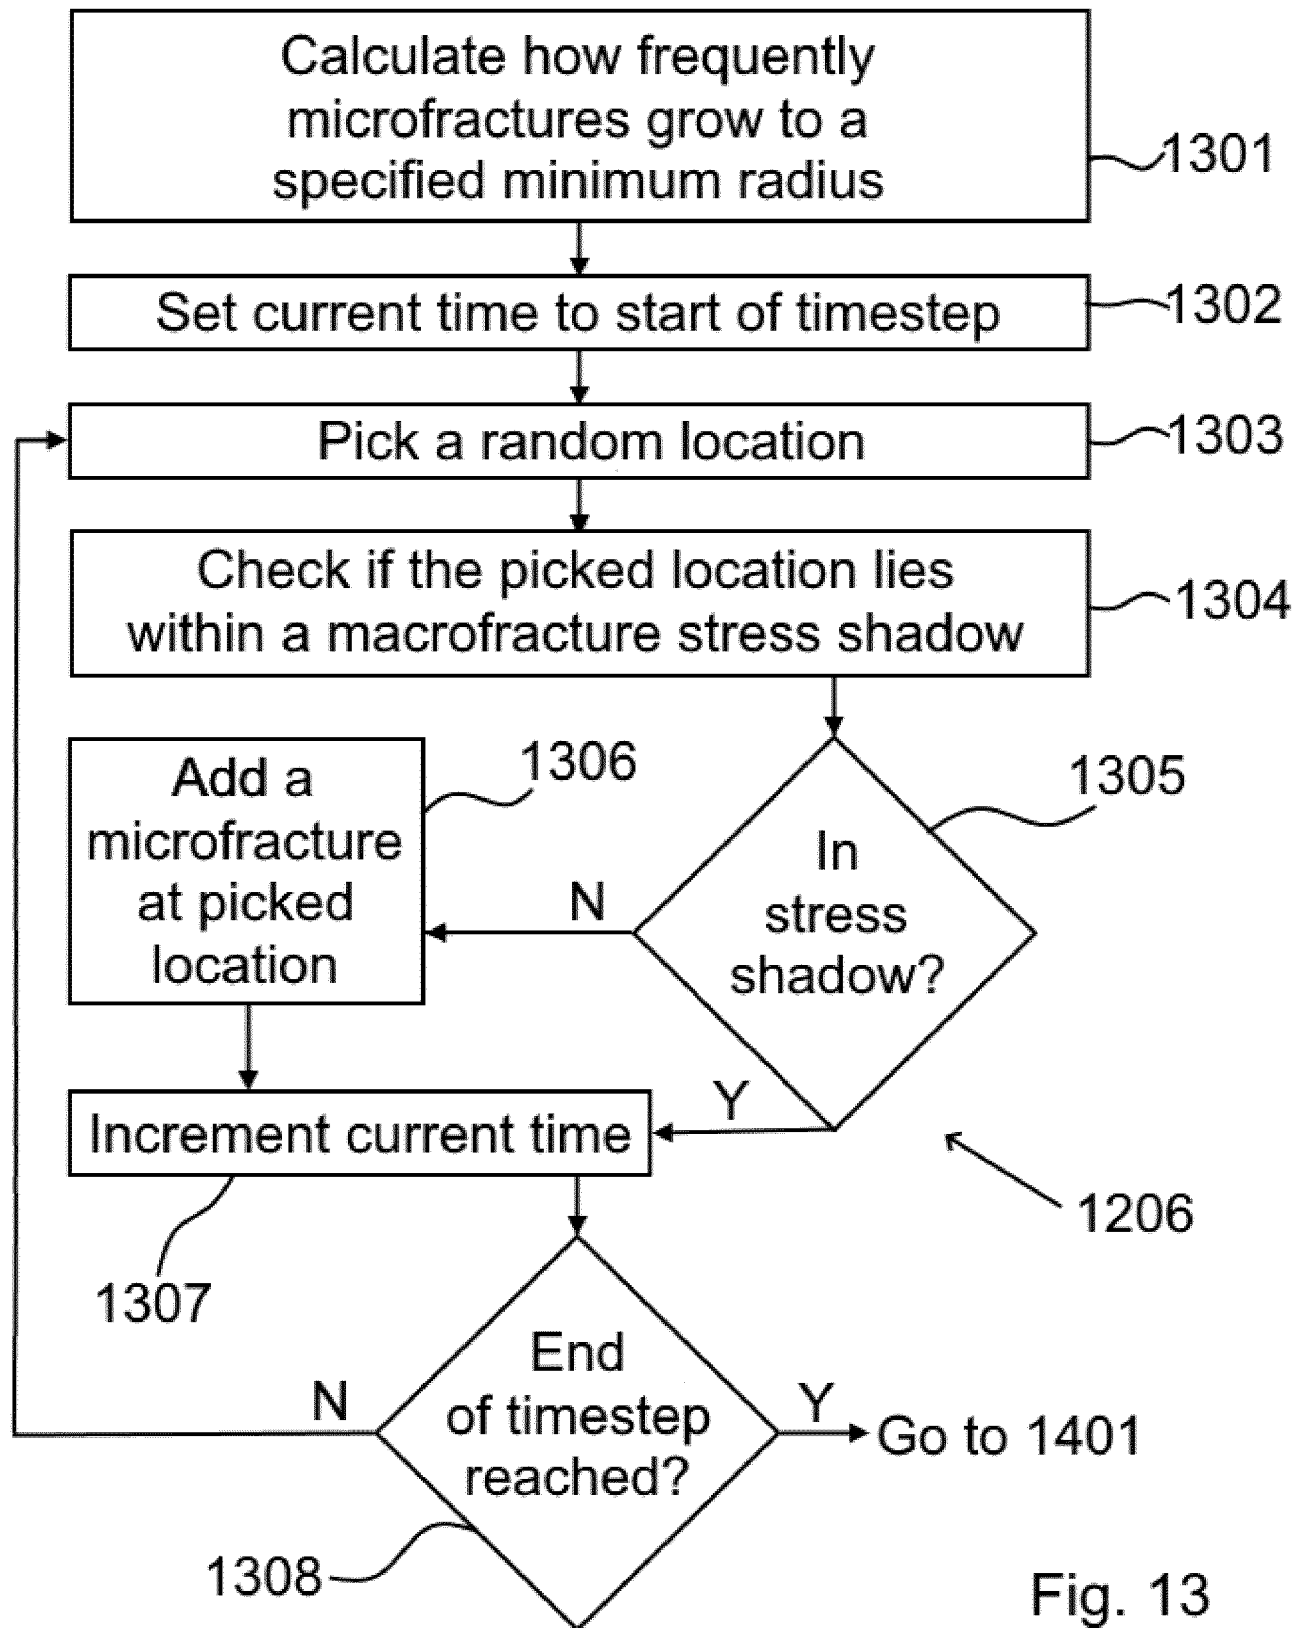 Calculate how frequently
microfractures grow to a
specified minimum radius
1301
Set current time to start of timestep
1302
Pick a random location
1303
Check if the picked location lies
within a macrofracture stress shadow
1304
Add a
microfracture
at picked
location
1306
N
In
stress
shadow?
1305
Y
Increment current time
1307
1206
End
of timestep
reached?
N
Y
Go to 1401
1308
Fig. 13